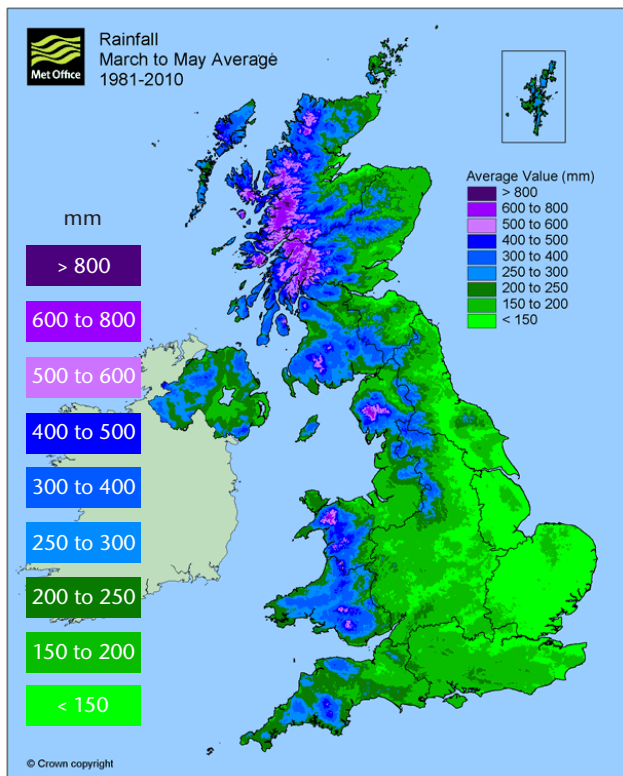 Met Office
Rainfall
March to May Average
1981-2010
Average Value (mm)
> 800
600 to 800
500 to 600
400 to 500
300 to 400
250 to 300
200 to 250
150 to 200
< 150
mm
> 800
600 to 800
500 to 600
400 to 500
300 to 400
250 to 300
200 to 250
150 to 200
< 150
© Crown copyright